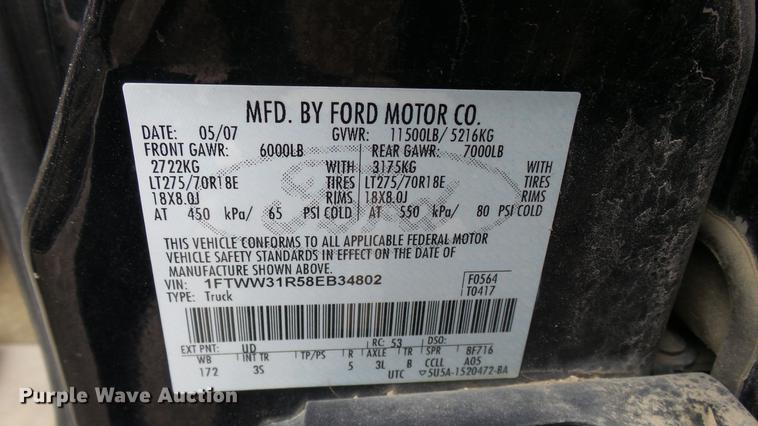 MFD. BY FORD MOTOR CO.
DATE: 05/07 GVWR: 11500LB/ 5216KG
FRONT GAWR: 6000LB REAR GAWR: 7000LB
2722KG WITH 3175KG WITH
LT275/70R18E TIRES LT275/70R18E TIRES
18X8.0J RIMS 18X8.0J RIMS
AT 450 kPa/ 65 PSI COLD AT 550 kPa/ 80 PSI COLD
Ford
THIS VEHICLE CONFORMS TO ALL APPLICABLE FEDERAL MOTOR
VEHICLE SAFETY STANDARDS IN EFFECT ON THE DATE OF
MANUFACTURE SHOWN ABOVE.
VIN: 1FTWW31R58EB34802 F0564
TYPE: Truck T0417
EXT PNT: UD RC: 53 DSO:
WB INT TR TP/PS R AXLE TR SPR 8F716
172 3S 5 3L B CCLL A05
UTC ▽5U5A-1520472-BA
Purple Wave Auction